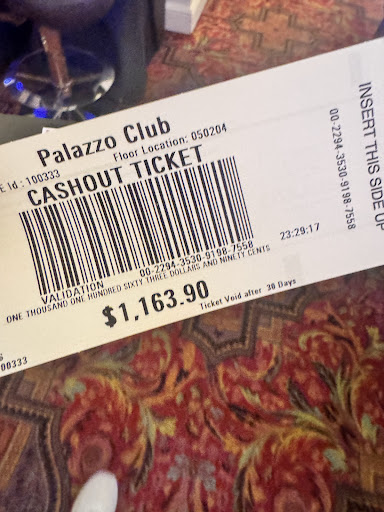 Palazzo Club
E Id : 100333 Floor Location: 050204
CASHOUT TICKET
VALIDATION 00-2294-3530-9198-7558 23:29:17
ONE THOUSAND ONE HUNDRED SIXTY THREE DOLLARS AND NINETY CENTS
$1,163.90
Ticket Void after 30 Days
00333
00-2294-3530-9198-7558
INSERT THIS SIDE UP